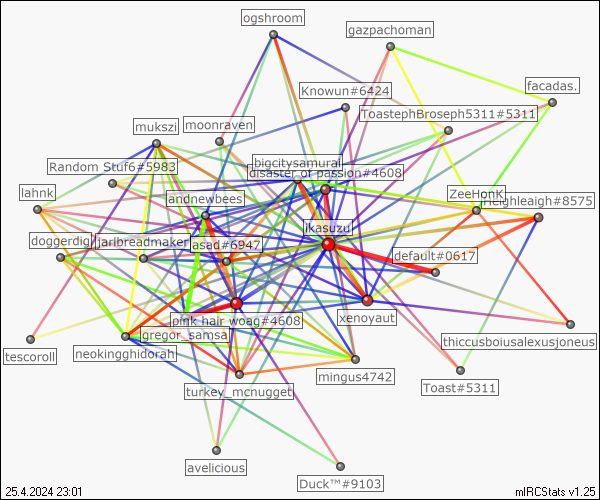 ogshroom
gazpachoman
facadas.
Knowun#6424
ToastephBroseph5311#5311
mukszi
moonraven
bigcitysamurai
Random Stuf6#5983
disaster of passion#4608
lahnk
andnewbees
ZeeHonK
neighleaigh#8575
ikasuzu
doggerdig
jarlbreadmaker
asad#6947
default#0617
pink hair woag#4608
xenoyaut
gregor_samsa
thiccusboiusalexusjoneus
tescoroll
neokingghidorah
mingus4742
turkey_mcnugget
Toast#5311
avelicious
Duck™#9103
25.4.2024 23:01
mIRCStats v1.25